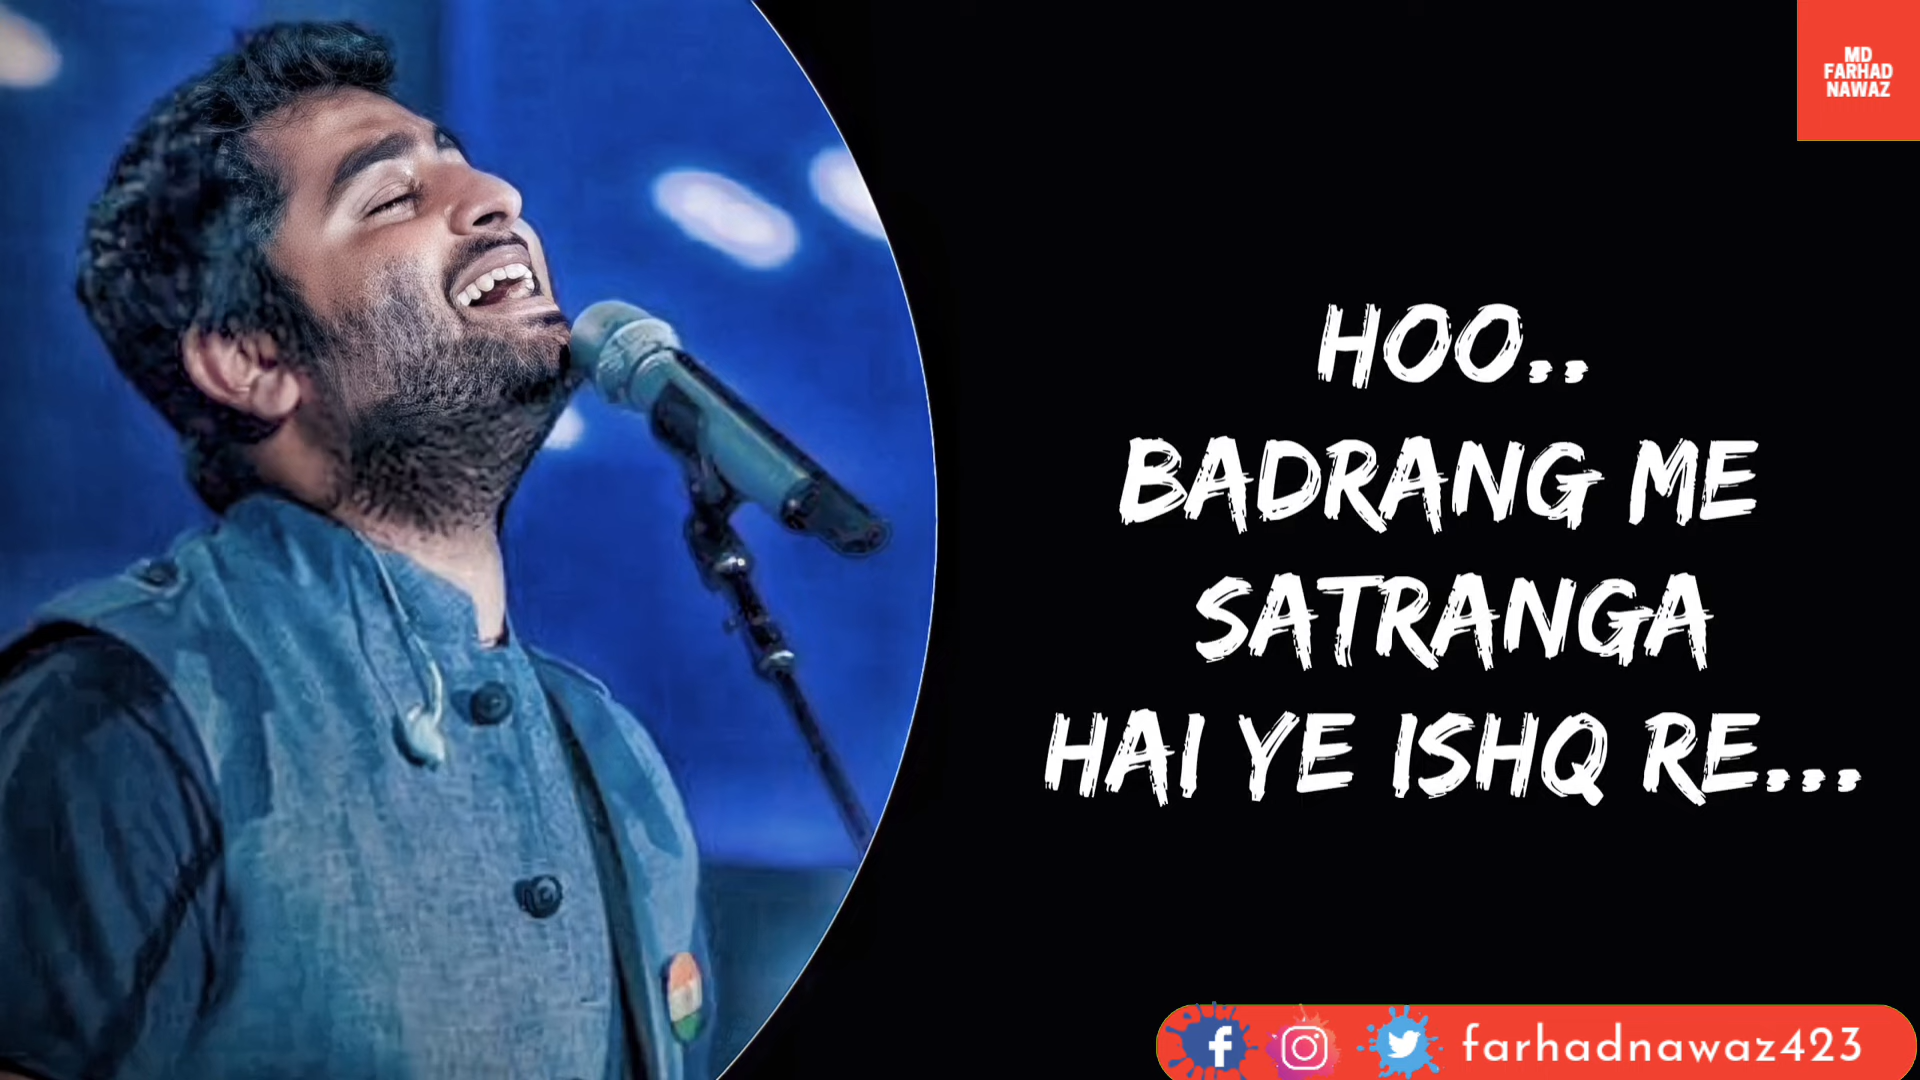 MD
FARHAD
NAWAZ
HOO..
BADRANG ME
SATRANGA
HAI YE ISHQ RE...
farhadnawaz423